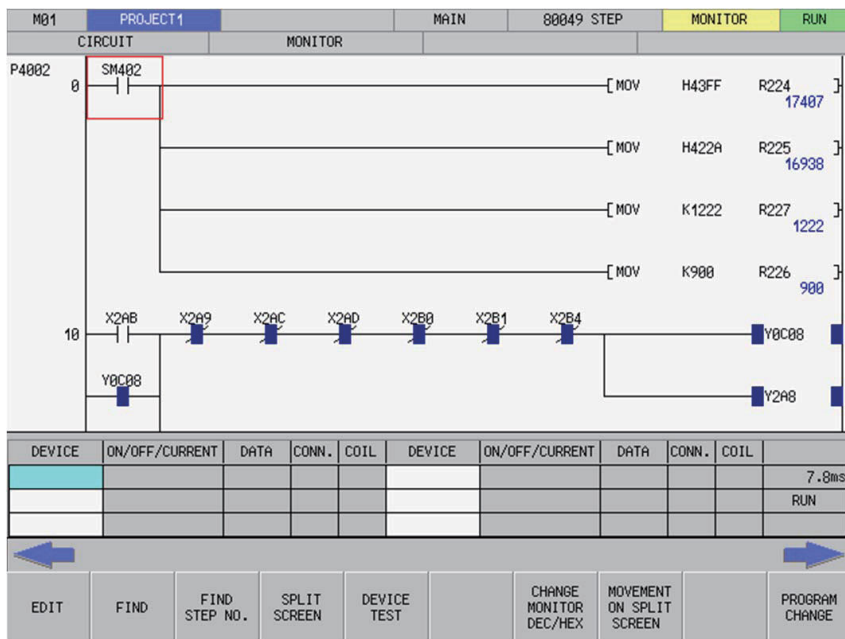 M01 PROJECT1 MAIN 80049 STEP MONITOR RUN
CIRCUIT MONITOR
P4002 0 SM402 [ MOV H43FF R224 ]
17407
[ MOV H422A R225 ]
16938
[ MOV K1222 R227 ]
1222
[ MOV K900 R226 ]
900
X2AB X2A9 X2AC X2AD X2B0 X2B1 X2B4
10 Y0C08
Y0C08 Y2A8
DEVICE ON/OFF/CURRENT DATA CONN. COIL DEVICE ON/OFF/CURRENT DATA CONN. COIL
7.8ms
RUN
EDIT FIND FIND STEP NO. SPLIT SCREEN DEVICE TEST CHANGE MONITOR DEC/HEX MOVEMENT ON SPLIT SCREEN PROGRAM CHANGE